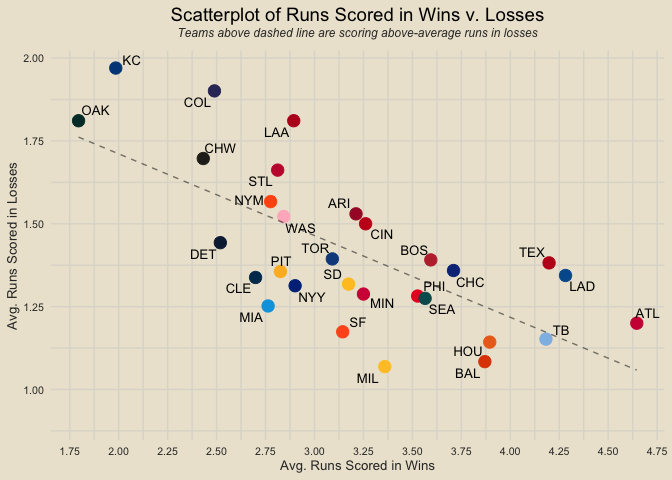 Scatterplot of Runs Scored in Wins v. Losses
Teams above dashed line are scoring above-average runs in losses
2.00
KC
COL
OAK
LAA
1.75
CHW
STL
NYM
ARI
WAS
1.50
CIN
DET
TOR
BOS
TEX
PIT
SD
CLE
NYY
MIN
PHI
CHC
LAD
SEA
1.25
MIA
SF
ATL
TB
HOU
MIL
BAL
1.00
Avg. Runs Scored in Losses
1.75 2.00 2.25 2.50 2.75 3.00 3.25 3.50 3.75 4.00 4.25 4.50 4.75
Avg. Runs Scored in Wins